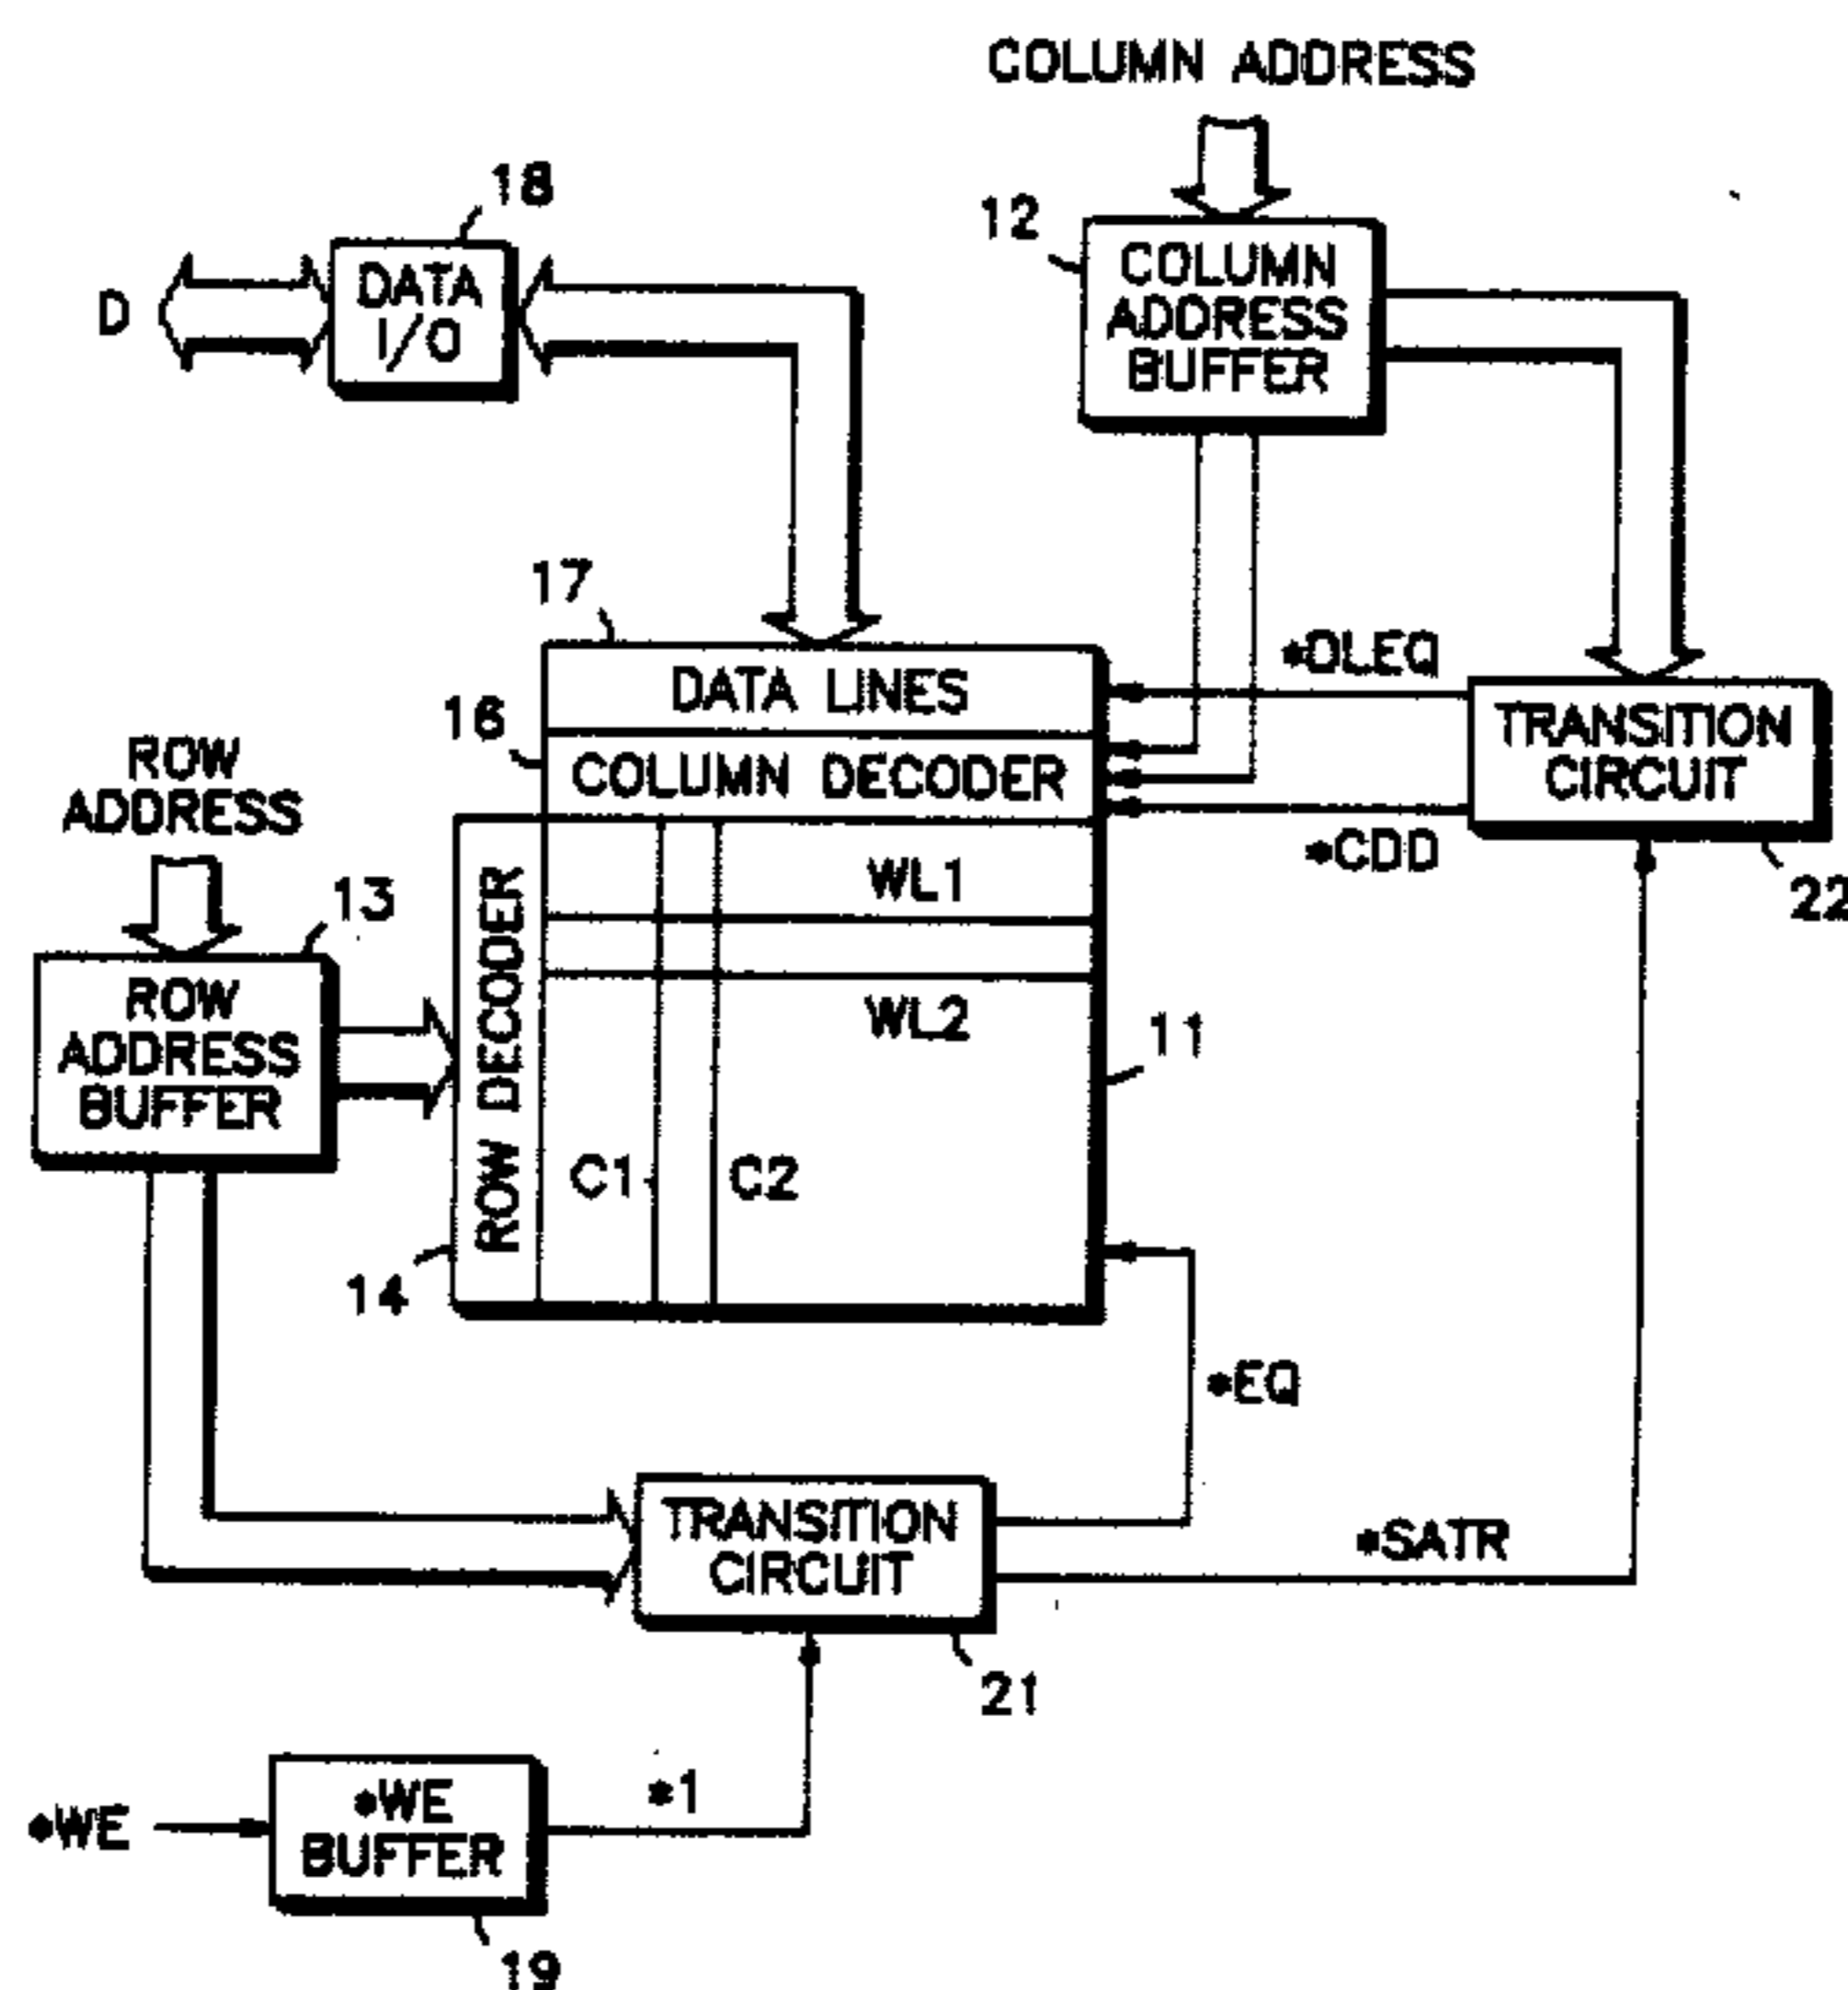 COLUMN ADDRESS
18
12
D
DATA
I/O
COLUMN
ADDRESS
BUFFER
17
*OLEQ
DATA LINES
16
TRANSITION
CIRCUIT
ROW
ADDRESS
COLUMN DECODER
*CDD
22
13
WL1
ROW DECODER
ROW
ADDRESS
BUFFER
WL2
11
C1
C2
14
*EQ
TRANSITION
CIRCUIT
*SATR
21
*1
*WE
*WE
BUFFER
19